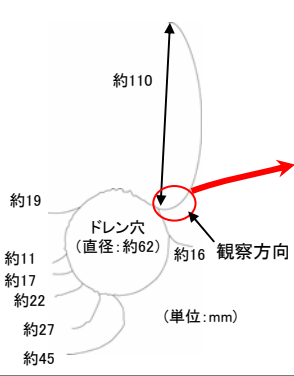 約110
約19
ドレン穴
(直径:約62)
約16
観察方向
約11
約17
約22
(単位:mm)
約27
約45